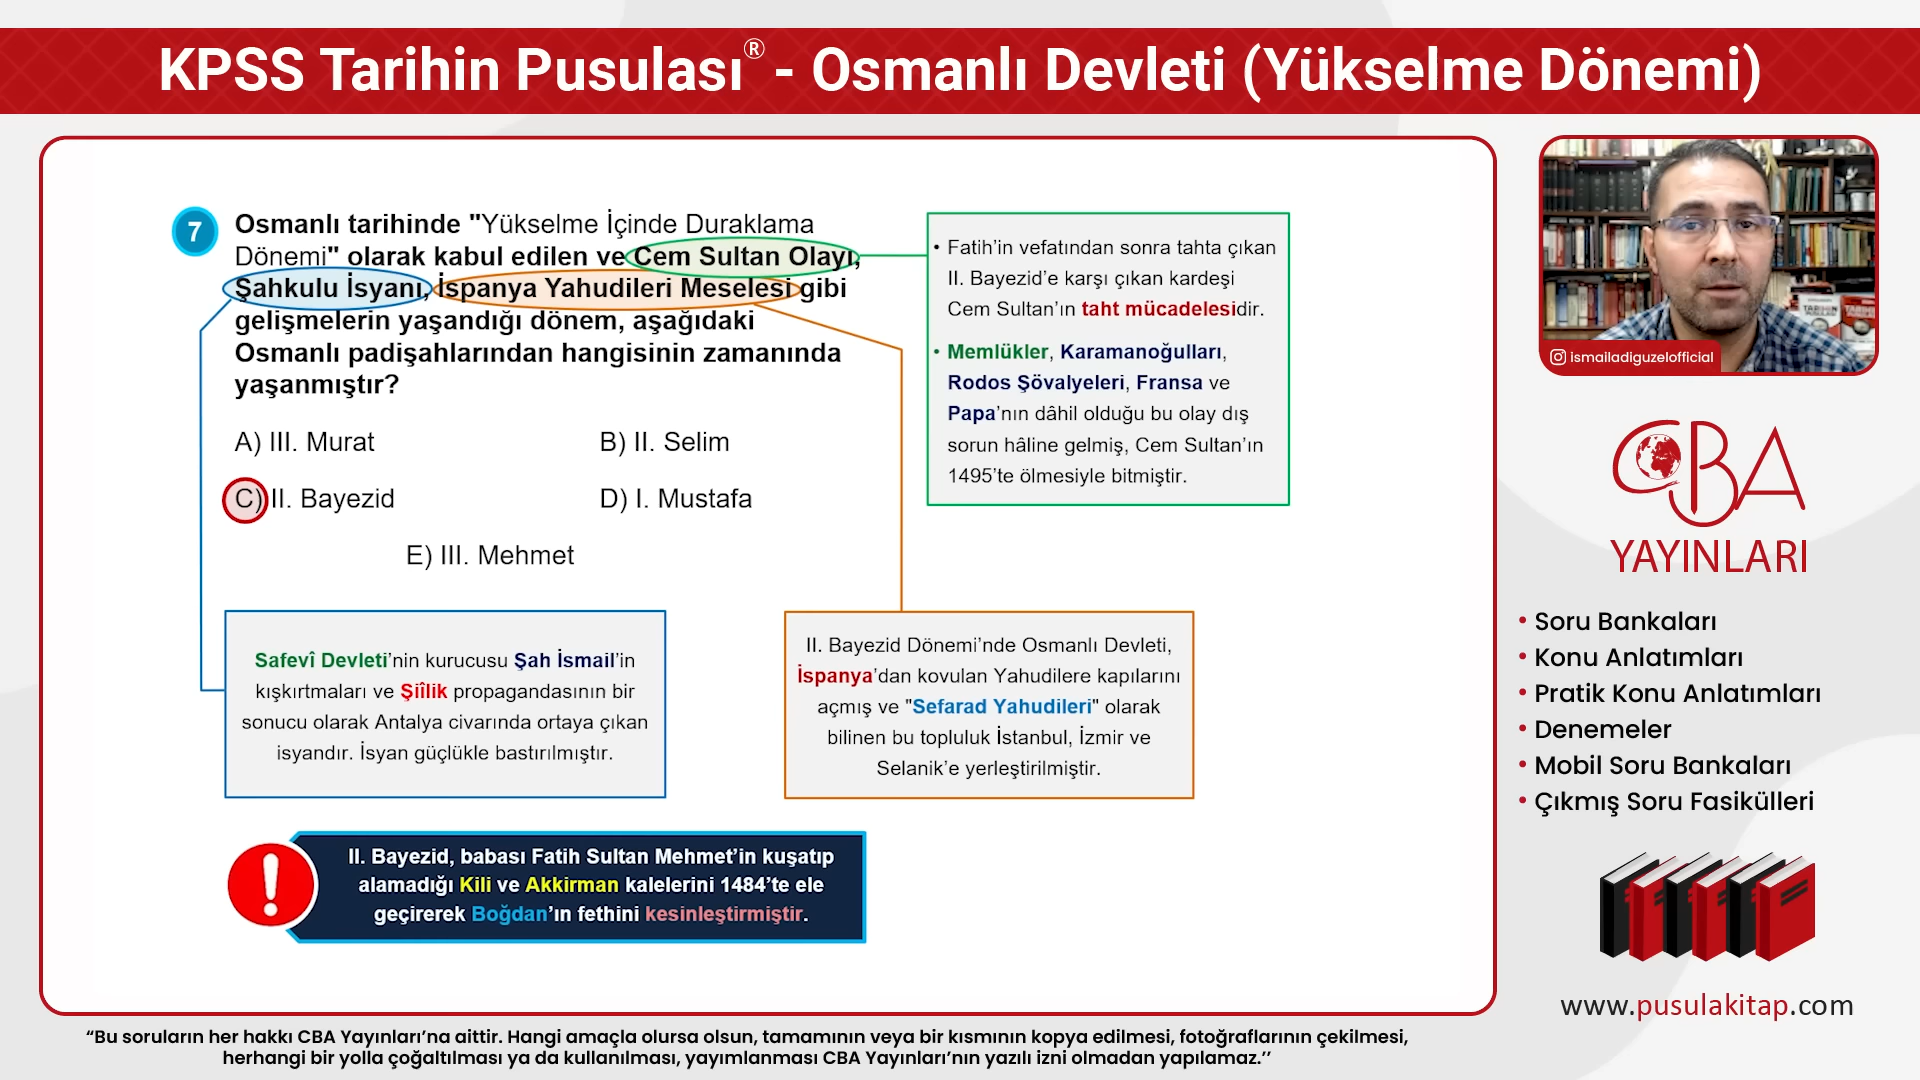 KPSS Tarihin Pusulası® - Osmanlı Devleti (Yükselme Dönemi)
7
Osmanlı tarihinde "Yükselme İçinde Duraklama
Dönemi" olarak kabul edilen ve Cem Sultan Olayı,
Şahkulu İsyanı, İspanya Yahudileri Meselesi gibi
gelişmelerin yaşandığı dönem, aşağıdaki
Osmanlı padişahlarından hangisinin zamanında
yaşanmıştır?
A) III. Murat
B) II. Selim
C) II. Bayezid
D) I. Mustafa
E) III. Mehmet
• Fatih’in vefatından sonra tahta çıkan
II. Bayezid’e karşı çıkan kardeşi
Cem Sultan’ın taht mücadelesidir.
• Memlükler, Karamanoğulları,
Rodos Şövalyeleri, Fransa ve
Papa’nın dâhil olduğu bu olay dış
sorun hâline gelmiş, Cem Sultan’ın
1495’te ölmesiyle bitmiştir.
Safevî Devleti’nin kurucusu Şah İsmail’in
kışkırtmaları ve Şiîlik propagandasının bir
sonucu olarak Antalya civarında ortaya çıkan
isyandır. İsyan güçlükle bastırılmıştır.
II. Bayezid Dönemi’nde Osmanlı Devleti,
İspanya’dan kovulan Yahudilere kapılarını
açmış ve "Sefarad Yahudileri" olarak
bilinen bu topluluk İstanbul, İzmir ve
Selanik’e yerleştirilmiştir.
II. Bayezid, babası Fatih Sultan Mehmet’in kuşatıp
alamadığı Kili ve Akkirman kalelerini 1484’te ele
geçirerek Boğdan’ın fethini kesinleştirmiştir.
ismailadiguzelofficial
CBA
YAYINLARI
• Soru Bankaları
• Konu Anlatımları
• Pratik Konu Anlatımları
• Denemeler
• Mobil Soru Bankaları
• Çıkmış Soru Fasikülleri
www.pusulakitap.com
“Bu soruların her hakkı CBA Yayınları’na aittir. Hangi amaçla olursa olsun, tamamının veya bir kısmının kopya edilmesi, fotoğraflarının çekilmesi,
herhangi bir yolla çoğaltılması ya da kullanılması, yayımlanması CBA Yayınları’nın yazılı izni olmadan yapılamaz.’’